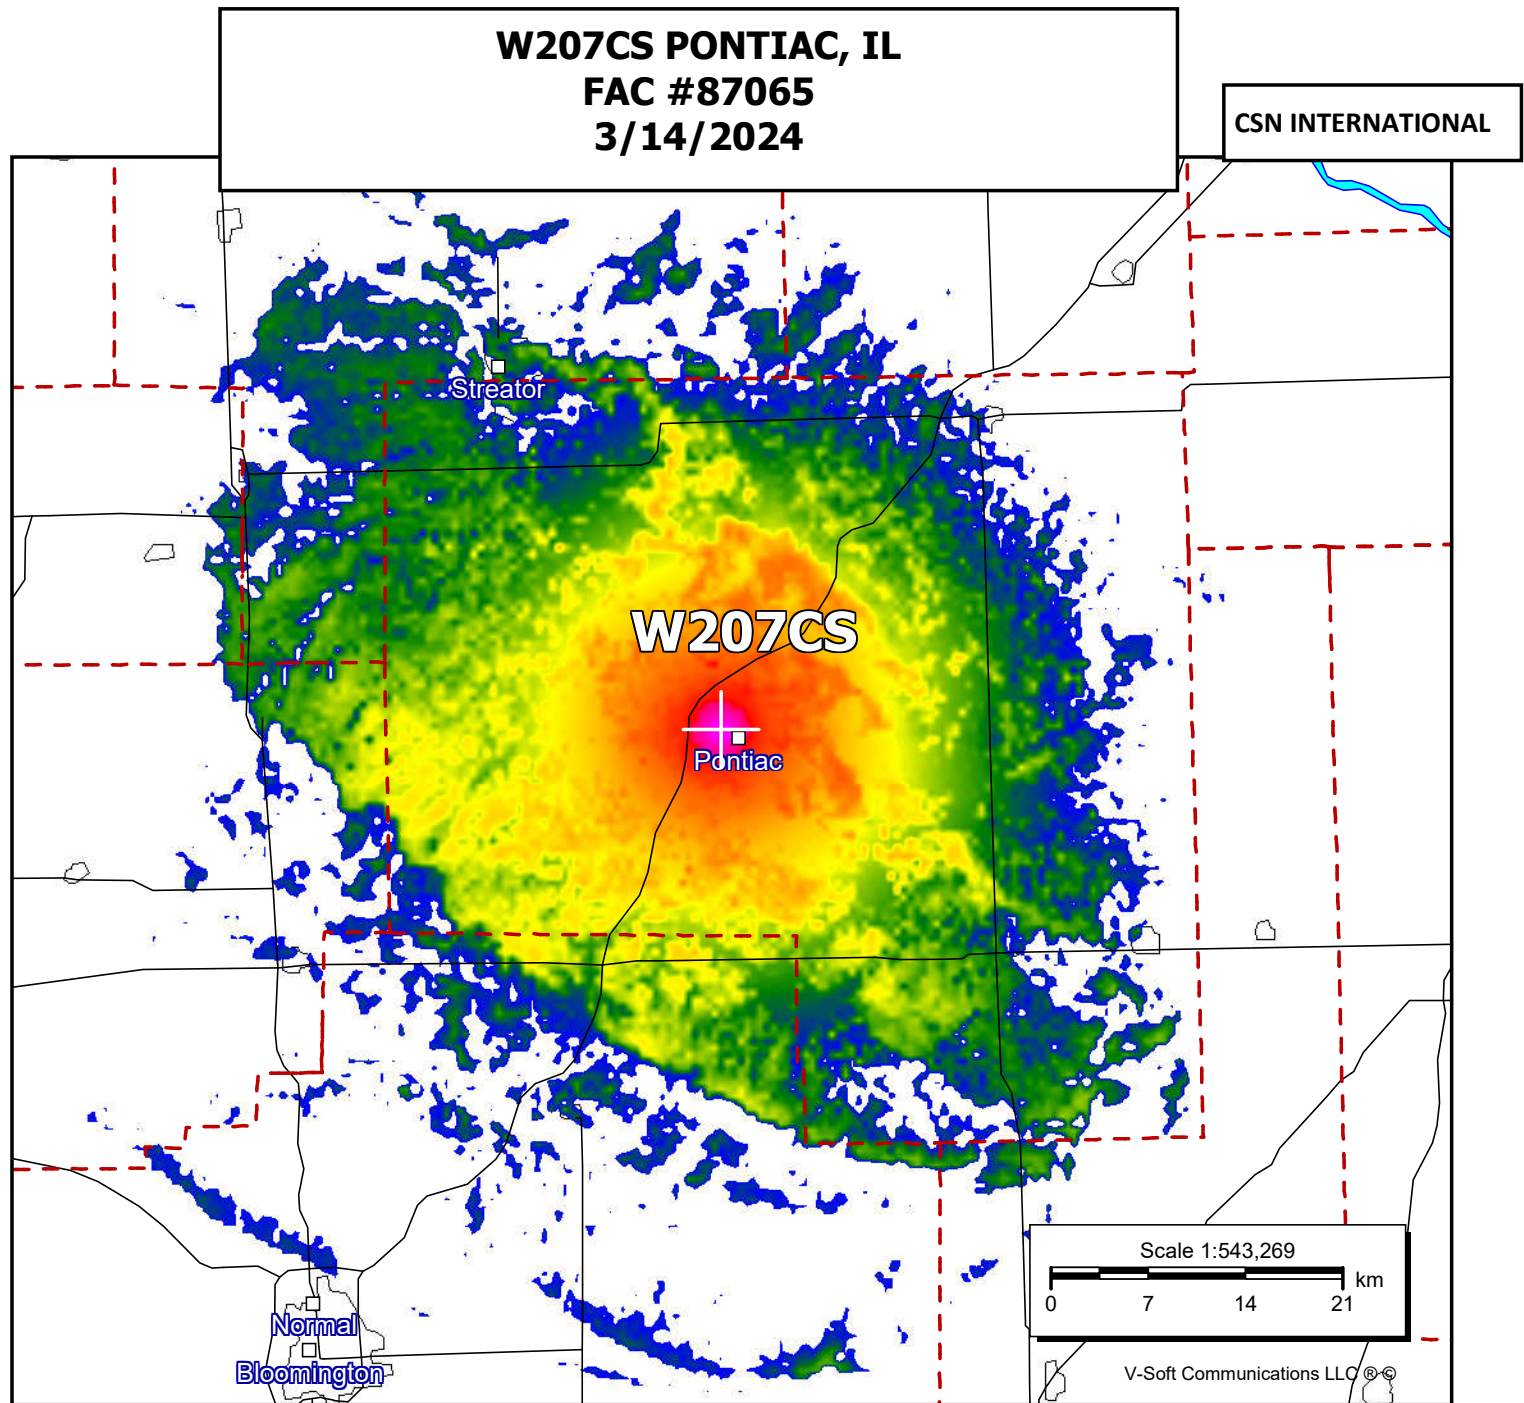 W207CS PONTIAC, IL
FAC #87065
3/14/2024
CSN INTERNATIONAL
Streator
W207CS
Pontiac
Scale 1:543,269
km
0 7 14 21
Normal
Bloomington
V-Soft Communications LLC ® ©